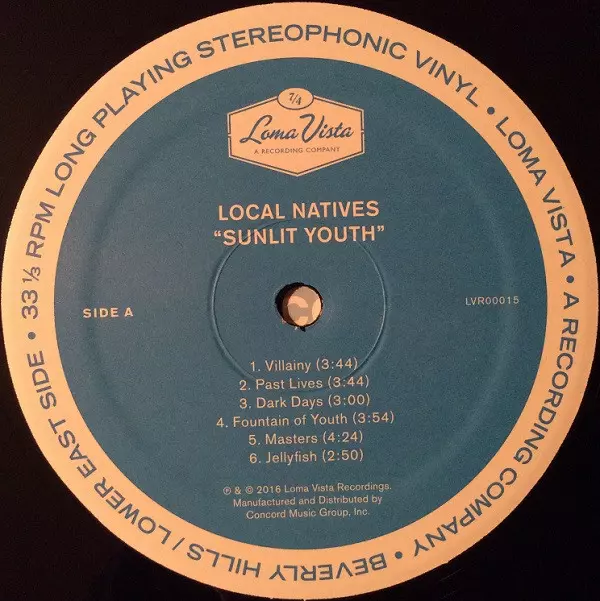 33 1/3 RPM LONG PLAYING STEREOPHONIC VINYL • LOMA VISTA • A RECORDING COMPANY • BEVERLY HILLS / LOWER EAST SIDE •
7/4
Loma Vista
A RECORDING COMPANY
LOCAL NATIVES
“SUNLIT YOUTH”
SIDE A
LVR00015
1. Villainy (3:44)
2. Past Lives (3:44)
3. Dark Days (3:00)
4. Fountain of Youth (3:54)
5. Masters (4:24)
6. Jellyfish (2:50)
℗ & © 2016 Loma Vista Recordings.
Manufactured and Distributed by
Concord Music Group, Inc.